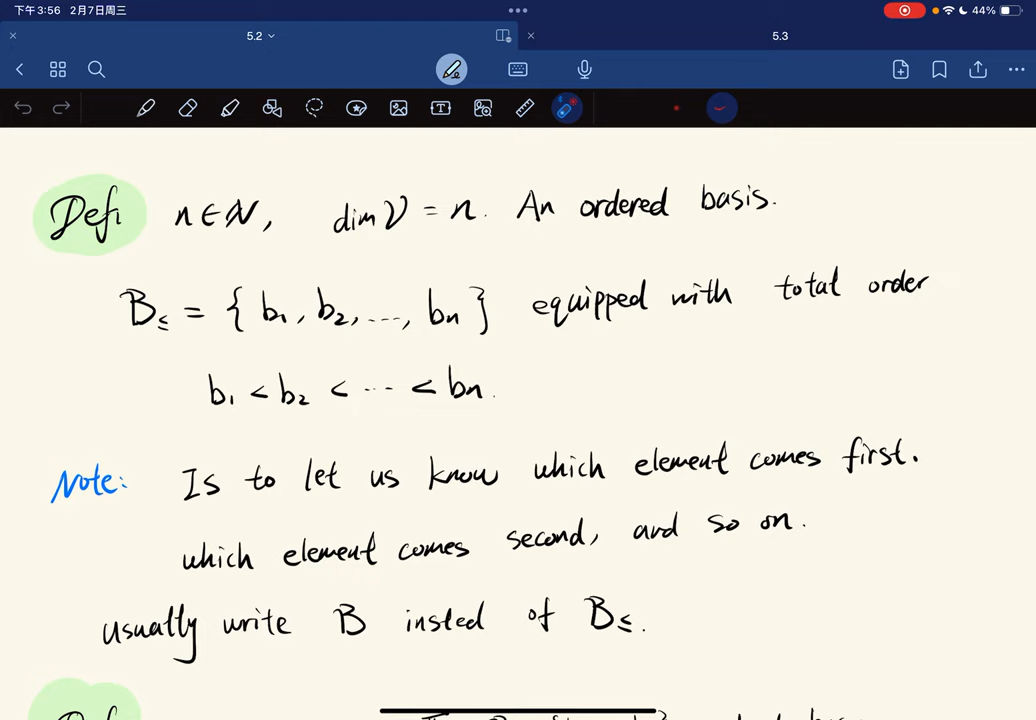 下午3:56 2月7日周三
44%
5.2
5.3
Def: n∈ℕ, dim V = n. An ordered basis.
B≤ = { b₁, b₂, ..., bn } equipped with total order
b₁ < b₂ < ... < bn.
Note: Is to let us know which element comes first.
which element comes second, and so on.
usually write B insted of B≤.